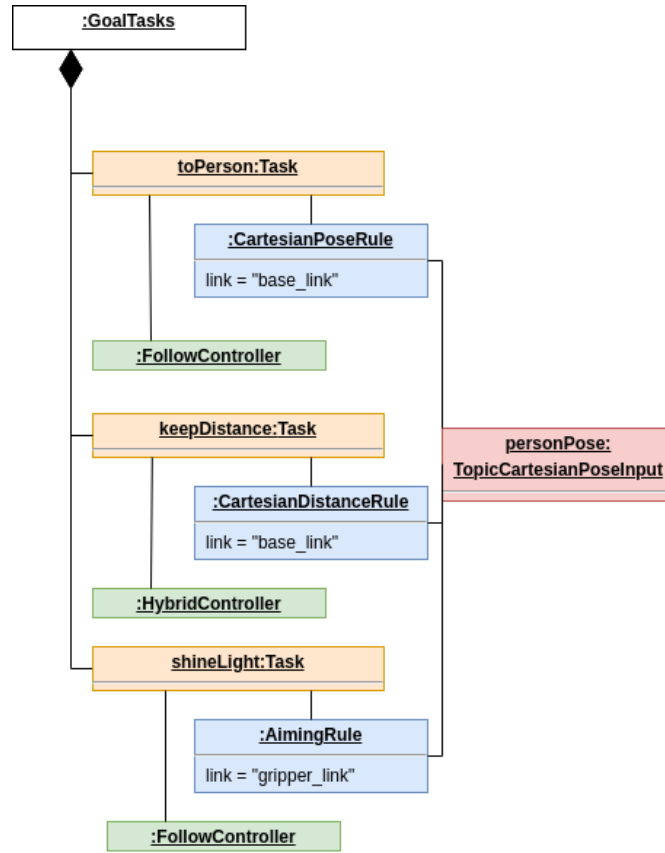 :GoalTasks
toPerson:Task
:CartesianPoseRule
link = "base_link"
:FollowController
keepDistance:Task
personPose:
TopicCartesianPoseInput
:CartesianDistanceRule
link = "base_link"
:HybridController
shineLight:Task
:AimingRule
link = "gripper_link"
:FollowController